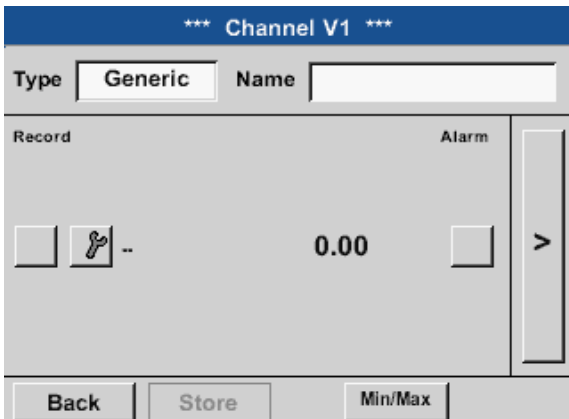 *** Channel V1 ***
Type Generic Name
Record Alarm
-- 0.00 >
Back Store Min/Max